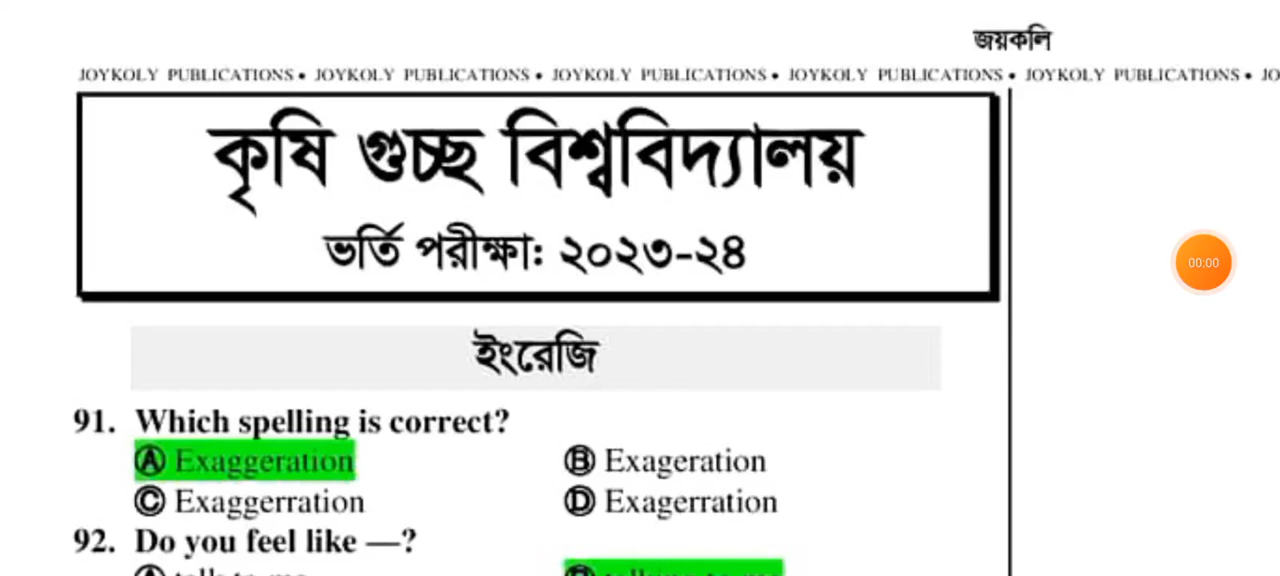 জয়কলি
JOYKOLY PUBLICATIONS • JOYKOLY PUBLICATIONS • JOYKOLY PUBLICATIONS • JOYKOLY PUBLICATIONS • JOYKOLY PUBLICATIONS • JO
কৃষি গুচ্ছ বিশ্ববিদ্যালয়
ভর্তি পরীক্ষা: ২০২৩-২৪
00:00
ইংরেজি
91. Which spelling is correct?
Ⓐ Exaggeration Ⓑ Exageration
Ⓒ Exaggerration Ⓓ Exagerration
92. Do you feel like —?